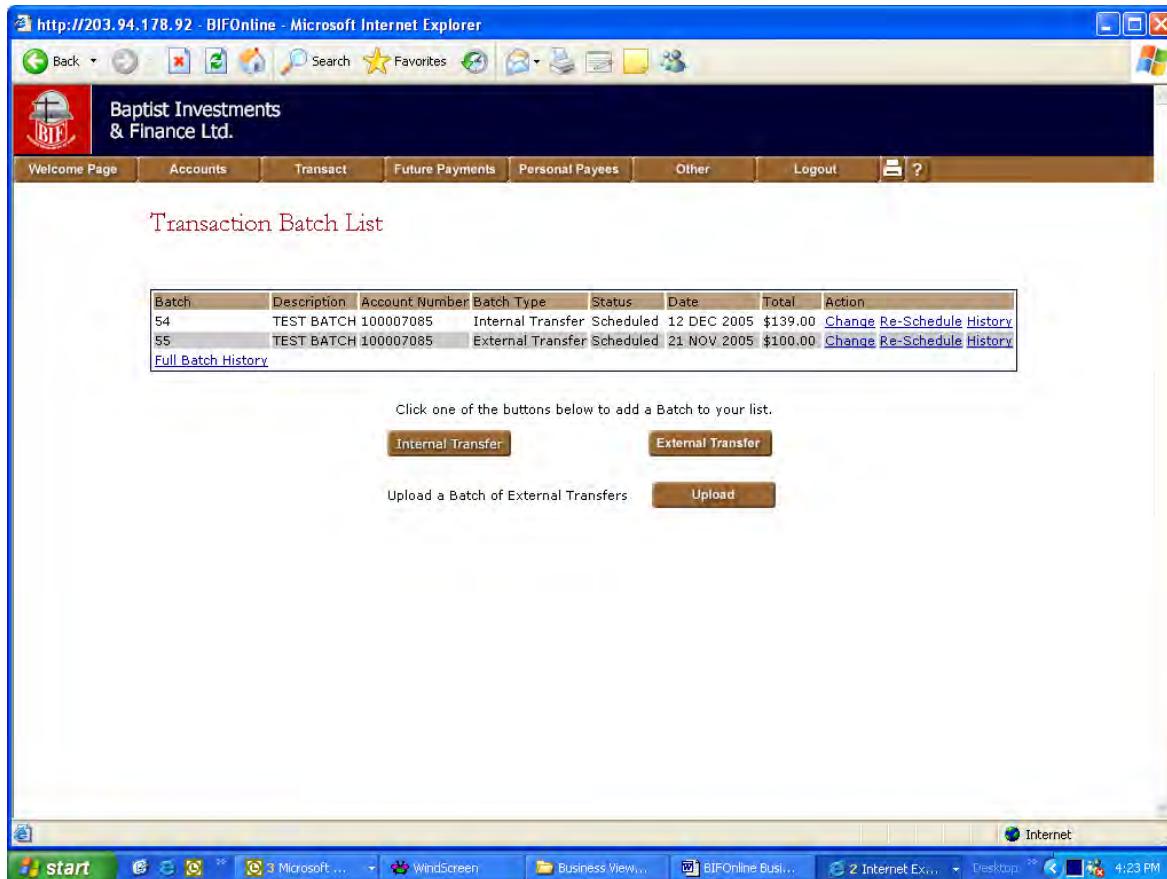 http://203.94.178.92 - BIFOnline - Microsoft Internet Explorer
Back Search Favorites
BIF
Baptist Investments
& Finance Ltd.
Welcome Page Accounts Transact Future Payments Personal Payees Other Logout ?
Transaction Batch List
Batch Description Account Number Batch Type Status Date Total Action
54 TEST BATCH 100007085 Internal Transfer Scheduled 12 DEC 2005 $139.00 Change Re-Schedule History
55 TEST BATCH 100007085 External Transfer Scheduled 21 NOV 2005 $100.00 Change Re-Schedule History
Full Batch History
Click one of the buttons below to add a Batch to your list.
Internal Transfer External Transfer
Upload a Batch of External Transfers Upload
Internet
start 3 Microsoft ... WindScreen Business View... BIFOnline Busi... 2 Internet Ex... Desktop 4:23 PM